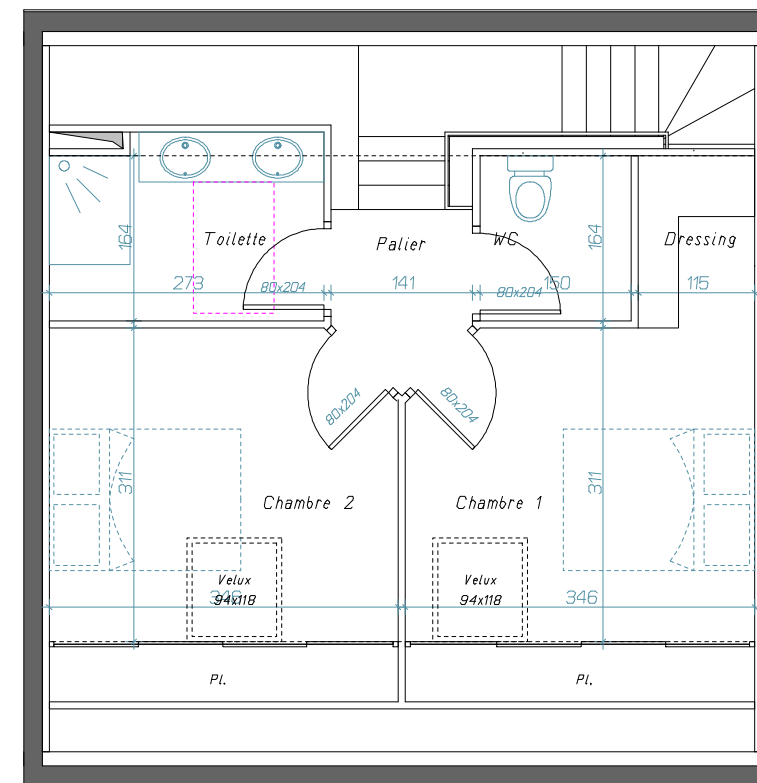 Toilette
Palier
WC
Dressing
164
164
273
80x204
141
80x204
150
115
80x204
80x204
311
311
Chambre 2
Chambre 1
Velux
94x118
Velux
94x118
346
346
Pl.
Pl.